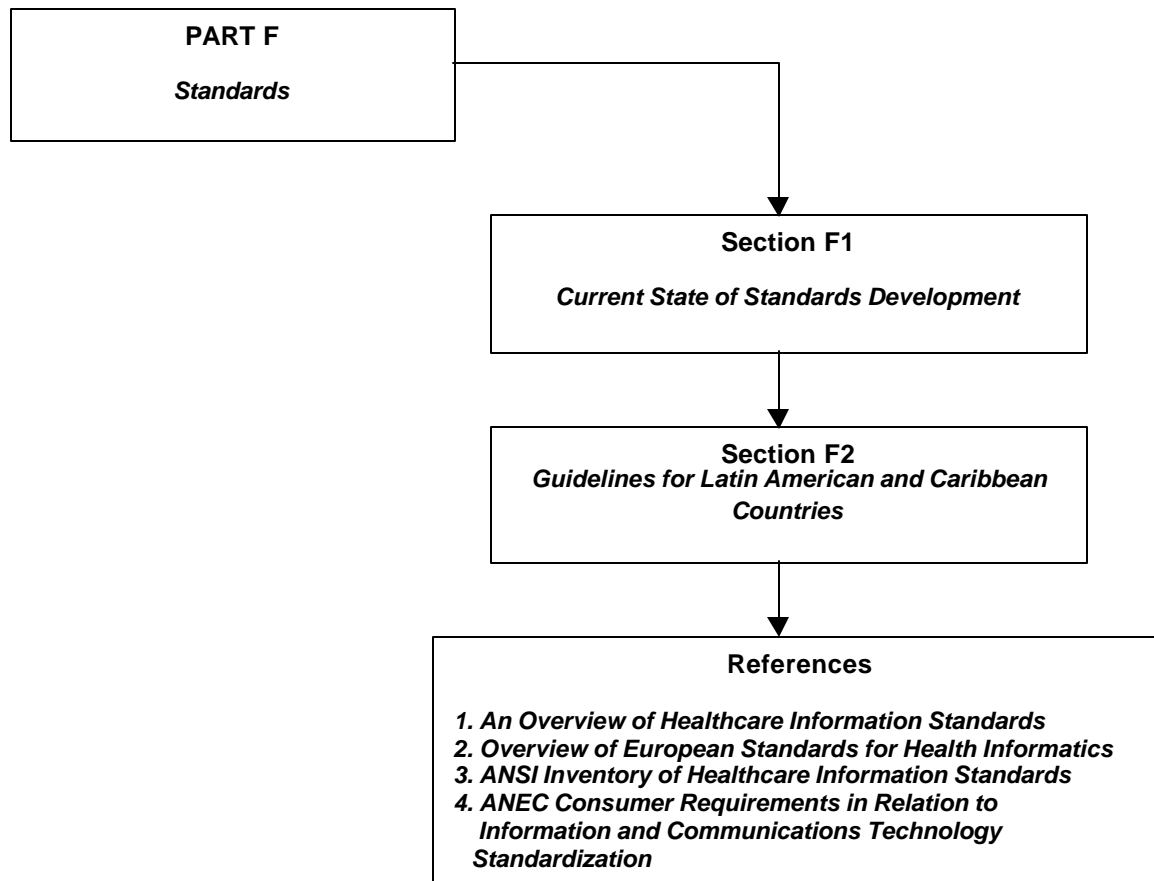 PART F
Standards
Section F1
Current State of Standards Development
Section F2
Guidelines for Latin American and Caribbean
Countries
References
1. An Overview of Healthcare Information Standards
2. Overview of European Standards for Health Informatics
3. ANSI Inventory of Healthcare Information Standards
4. ANEC Consumer Requirements in Relation to
Information and Communications Technology
Standardization